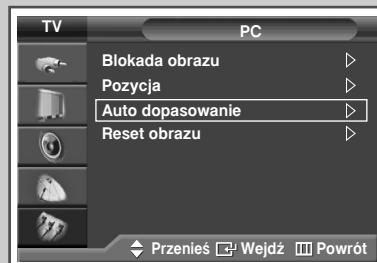 TV
PC
Blokada obrazu
Pozycja
Auto dopasowanie
Reset obrazu
Przenieś Wejdź Powrót